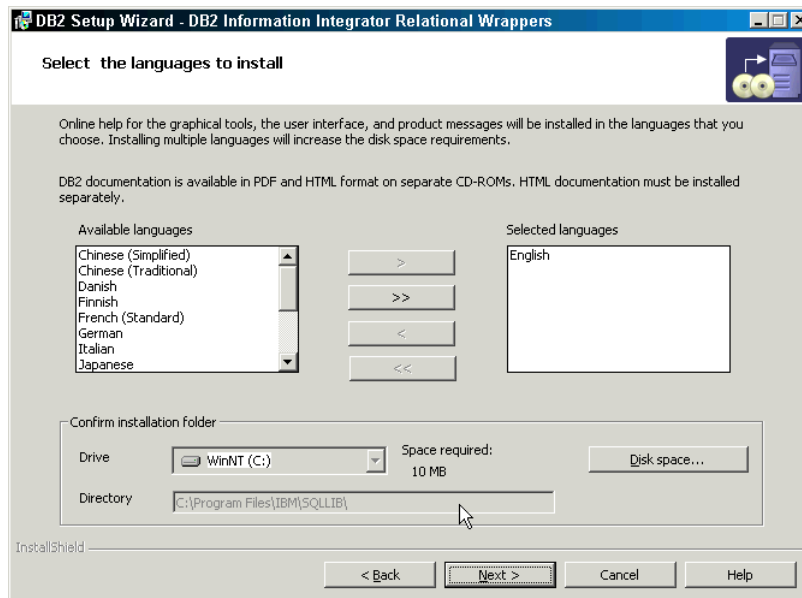 DB2 Setup Wizard - DB2 Information Integrator Relational Wrappers
Select the languages to install
Online help for the graphical tools, the user interface, and product messages will be installed in the languages that you
choose. Installing multiple languages will increase the disk space requirements.
DB2 documentation is available in PDF and HTML format on separate CD-ROMs. HTML documentation must be installed
separately.
Available languages
Selected languages
Chinese (Simplified)
Chinese (Traditional)
Danish
Finnish
French (Standard)
German
Italian
Japanese
>
>>
<
<<
English
Confirm installation folder
Drive
WinNT (C:)
Space required:
10 MB
Disk space...
Directory
C:\Program Files\IBM\SQLLIB\
InstallShield
< Back
Next >
Cancel
Help